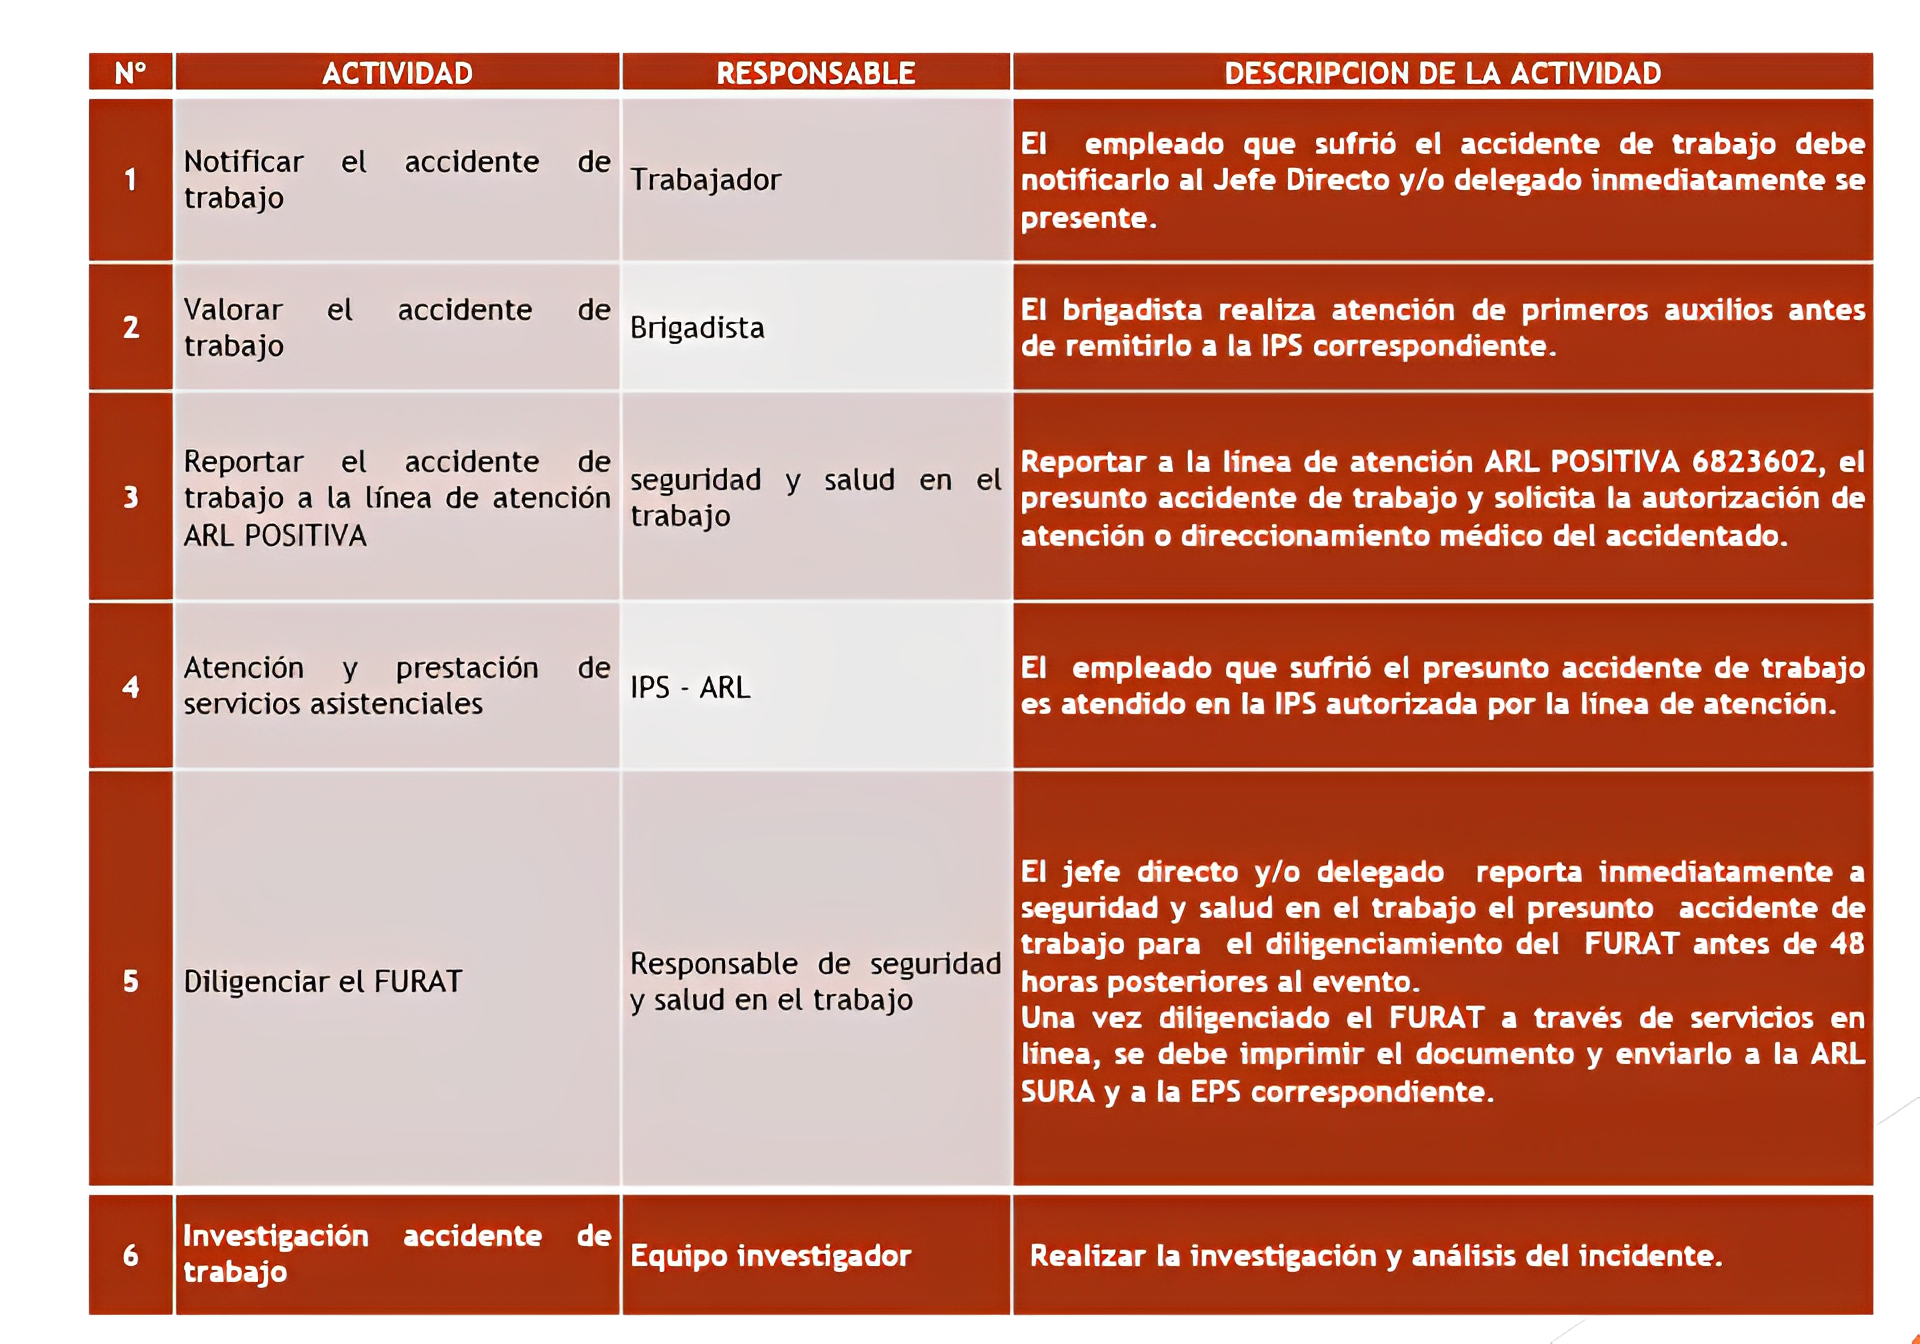 N° ACTIVIDAD RESPONSABLE DESCRIPCION DE LA ACTIVIDAD
1
Notificar el accidente de
trabajo
Trabajador
El empleado que sufrió el accidente de trabajo debe
notificarlo al Jefe Directo y/o delegado inmediatamente se
presente.
2
Valorar el accidente de
trabajo
Brigadista
El brigadista realiza atención de primeros auxilios antes
de remitirlo a la IPS correspondiente.
3
Reportar el accidente de
trabajo a la línea de atención
ARL POSITIVA
seguridad y salud en el
trabajo
Reportar a la línea de atención ARL POSITIVA 6823602, el
presunto accidente de trabajo y solicita la autorización de
atención o direccionamiento médico del accidentado.
4
Atención y prestación de
servicios asistenciales
IPS - ARL
El empleado que sufrió el presunto accidente de trabajo
es atendido en la IPS autorizada por la línea de atención.
5
Diligenciar el FURAT
Responsable de seguridad
y salud en el trabajo
El jefe directo y/o delegado reporta inmediatamente a
seguridad y salud en el trabajo el presunto accidente de
trabajo para el diligenciamiento del FURAT antes de 48
horas posteriores al evento.
Una vez diligenciado el FURAT a través de servicios en
línea, se debe imprimir el documento y enviarlo a la ARL
SURA y a la EPS correspondiente.
6
Investigación accidente de
trabajo
Equipo investigador
Realizar la investigación y análisis del incidente.